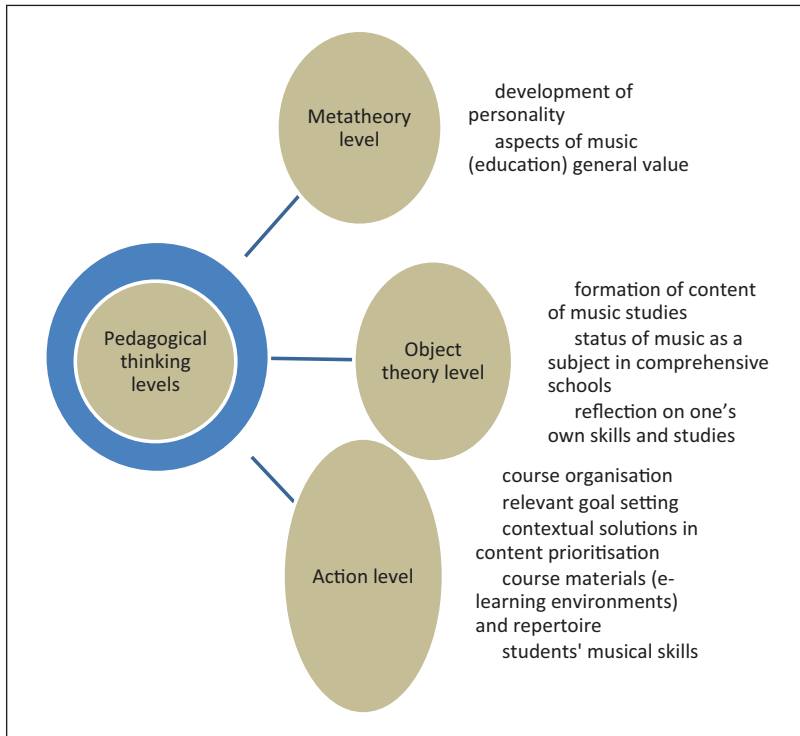 Metatheory
level
development of
personality
aspects of music
(education) general value
Pedagogical
thinking
levels
Object
theory level
formation of content
of music studies
status of music as a
subject in comprehensive
schools
reflection on one’s
own skills and studies
Action level
course organisation
relevant goal setting
contextual solutions in
content prioritisation
course materials (e-
learning environments)
and repertoire
students' musical skills